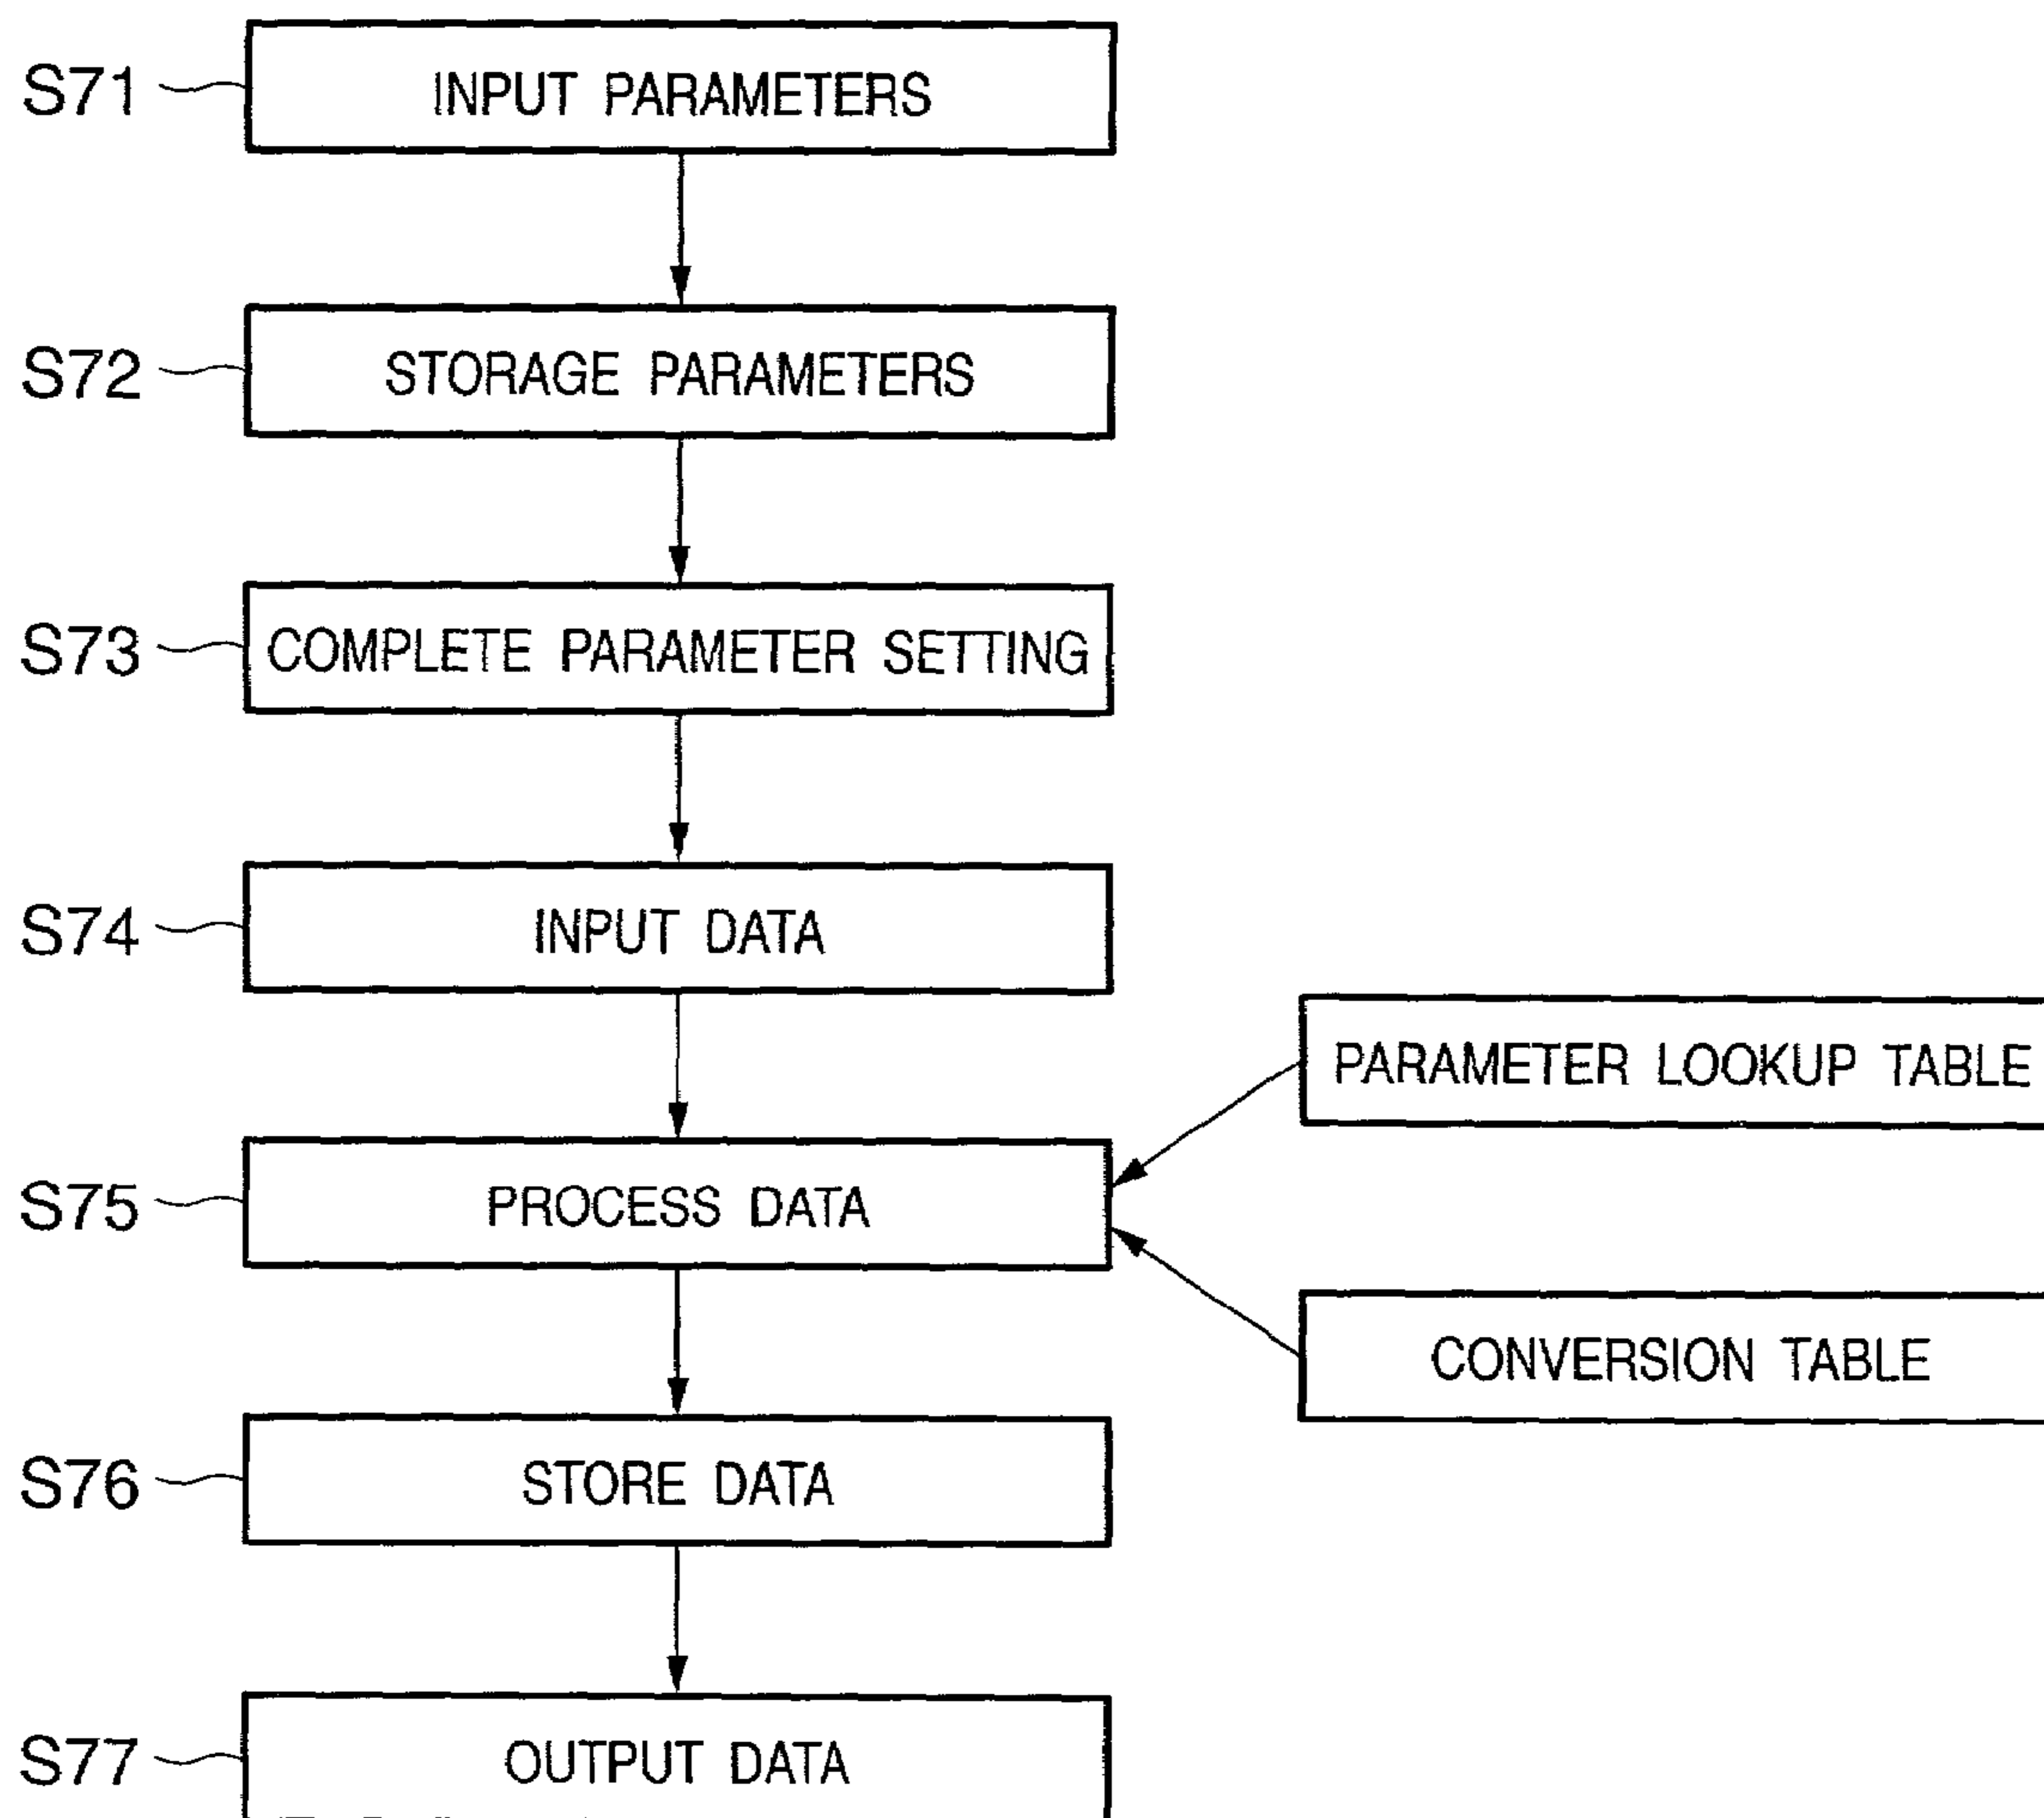 S71 INPUT PARAMETERS
S72 STORAGE PARAMETERS
S73 COMPLETE PARAMETER SETTING
S74 INPUT DATA
PARAMETER LOOKUP TABLE
S75 PROCESS DATA
CONVERSION TABLE
S76 STORE DATA
S77 OUTPUT DATA